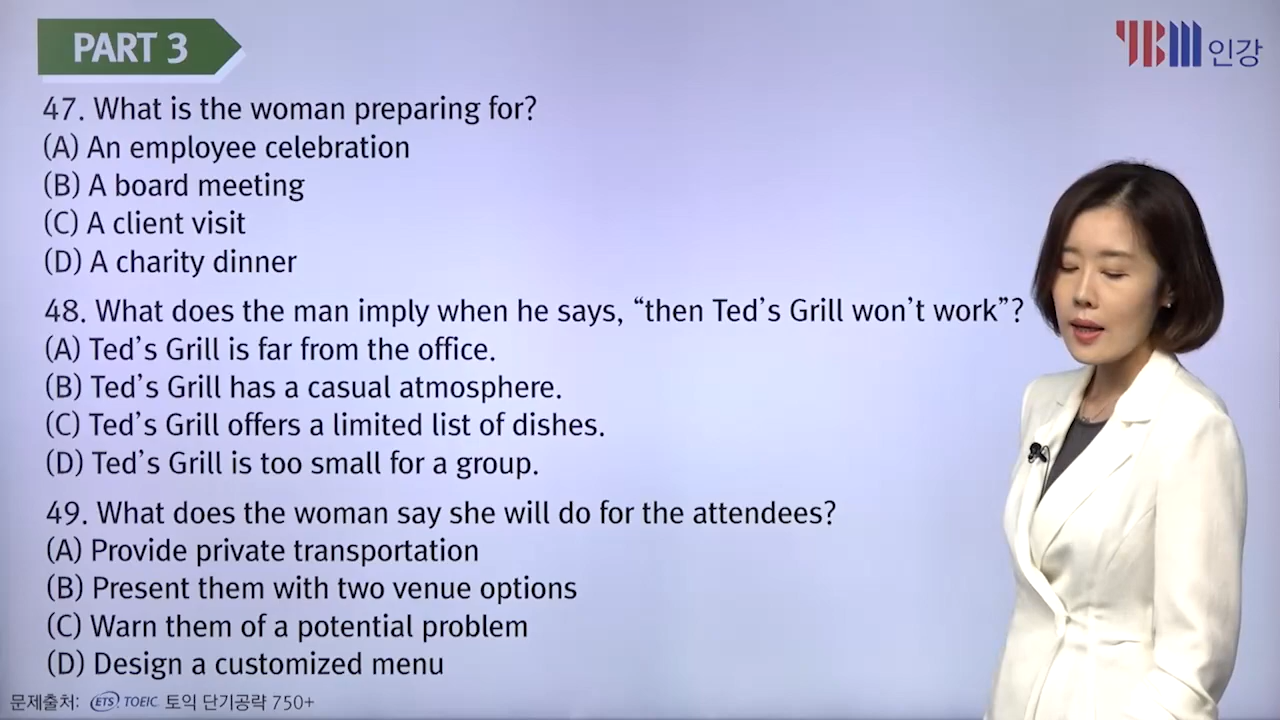 PART 3
YBM 인강
47. What is the woman preparing for?
(A) An employee celebration
(B) A board meeting
(C) A client visit
(D) A charity dinner
48. What does the man imply when he says, “then Ted’s Grill won’t work”?
(A) Ted’s Grill is far from the office.
(B) Ted’s Grill has a casual atmosphere.
(C) Ted’s Grill offers a limited list of dishes.
(D) Ted’s Grill is too small for a group.
49. What does the woman say she will do for the attendees?
(A) Provide private transportation
(B) Present them with two venue options
(C) Warn them of a potential problem
(D) Design a customized menu
문제출처: ETS TOEIC 토익 단기공략 750+